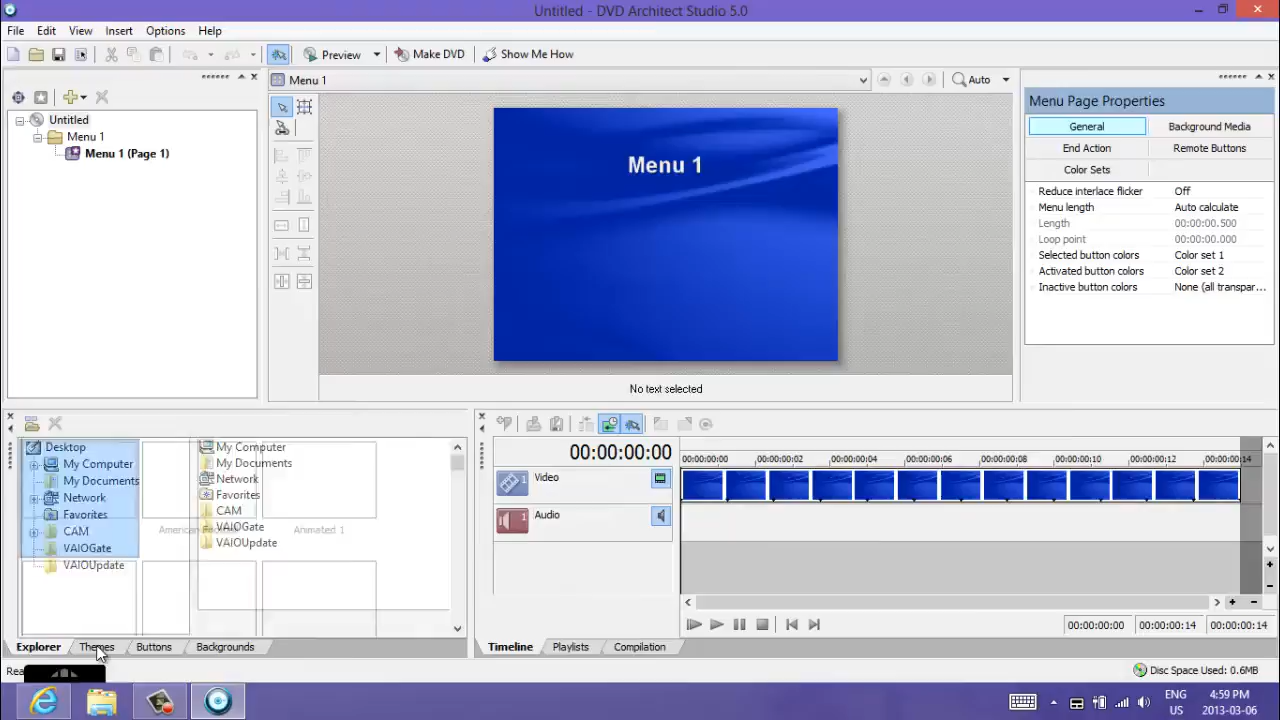 Untitled - DVD Architect Studio 5.0
File Edit View Insert Options Help
Preview Make DVD Show Me How
Menu 1
Auto
Untitled
Menu 1
Menu 1 (Page 1)
Menu 1
No text selected
Menu Page Properties
General Background Media
End Action Remote Buttons
Color Sets
Reduce interlace flicker Off
Menu length Auto calculate
Length 00:00:00.500
Loop point 00:00:00.000
Selected button colors Color set 1
Activated button colors Color set 2
Inactive button colors None (all transpar...
Desktop
My Computer
My Documents
Network
Favorites
CAM
VAIOGate
VAIOUpdate
My Computer
My Documents
Network
Favorites
CAM
VAIOGate
VAIOUpdate
Animated 1
Explorer Themes Buttons Backgrounds
00:00:00:00
00:00:00:00 00:00:00:02 00:00:00:04 00:00:00:06 00:00:00:08 00:00:00:10 00:00:00:12 00:00:00:14
1 Video
1 Audio
00:00:00:00 00:00:00:14 00:00:00:14
Timeline Playlists Compilation
Disc Space Used: 0.6MB
ENG
US
4:59 PM
2013-03-06